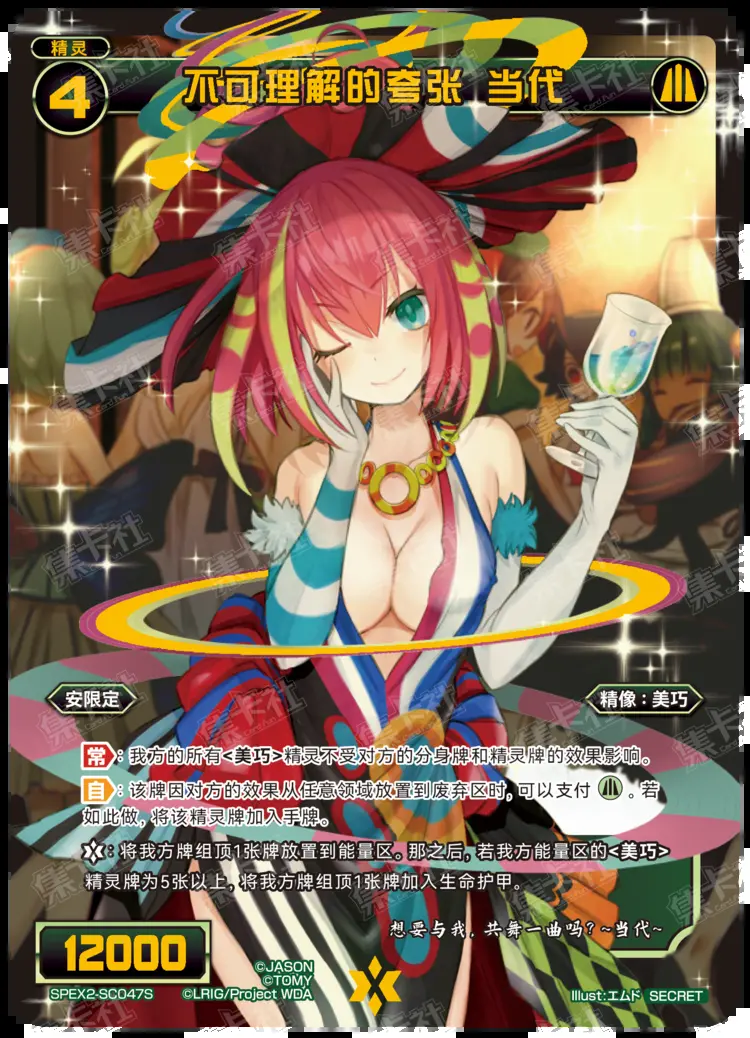 精灵
4
不可理解的夸张 当代
安限定
精像：美巧
常：我方的所有<美巧>精灵不受对方的分身牌和精灵牌的效果影响。
自：该牌因对方的效果从任意领域放置到废弃区时，可以支付 。若
如此做，将该精灵牌加入手牌。
：将我方牌组顶1张牌放置到能量区。那之后，若我方能量区的<美巧>
精灵牌为5张以上，将我方牌组顶1张牌加入生命护甲。
想要与我，共舞一曲吗？~当代~
12000
©JASON
©TOMY
SPEX2-SC047S ©LRIG/Project WDA
Illust:エムド SECRET
集卡社